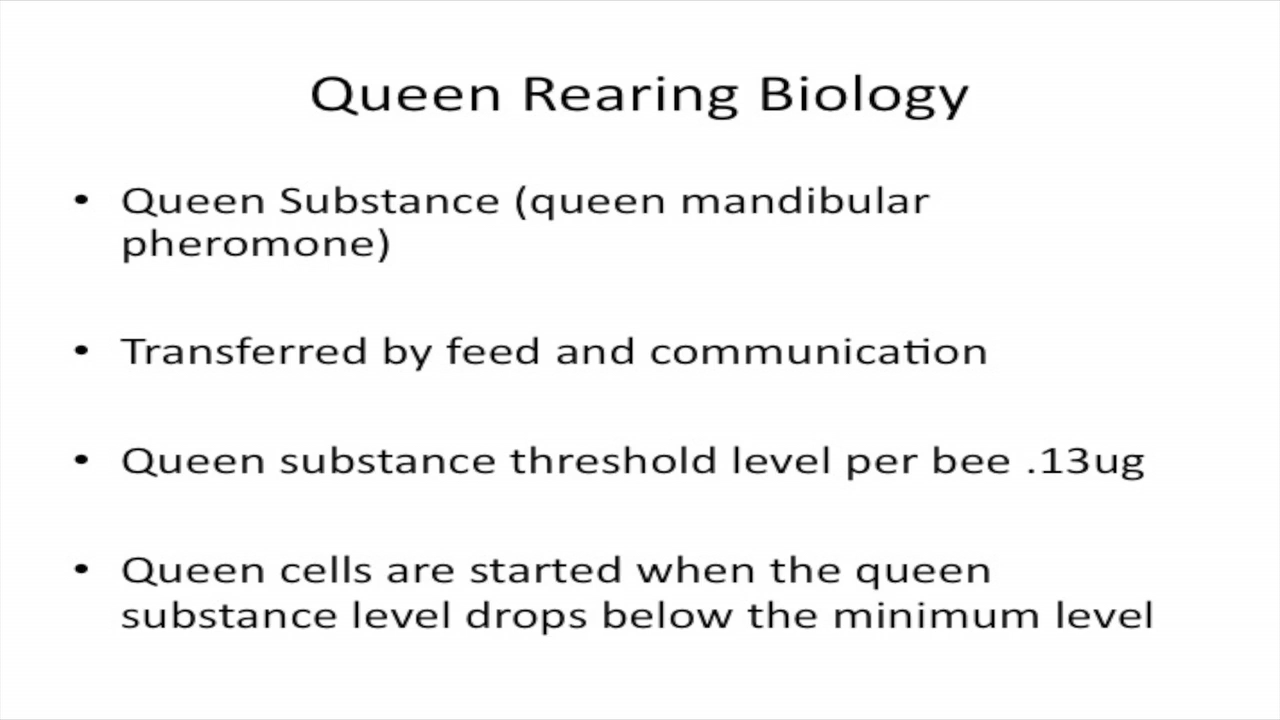 Queen Rearing Biology
• Queen Substance (queen mandibular
pheromone)
• Transferred by feed and communication
• Queen substance threshold level per bee .13ug
• Queen cells are started when the queen
substance level drops below the minimum level